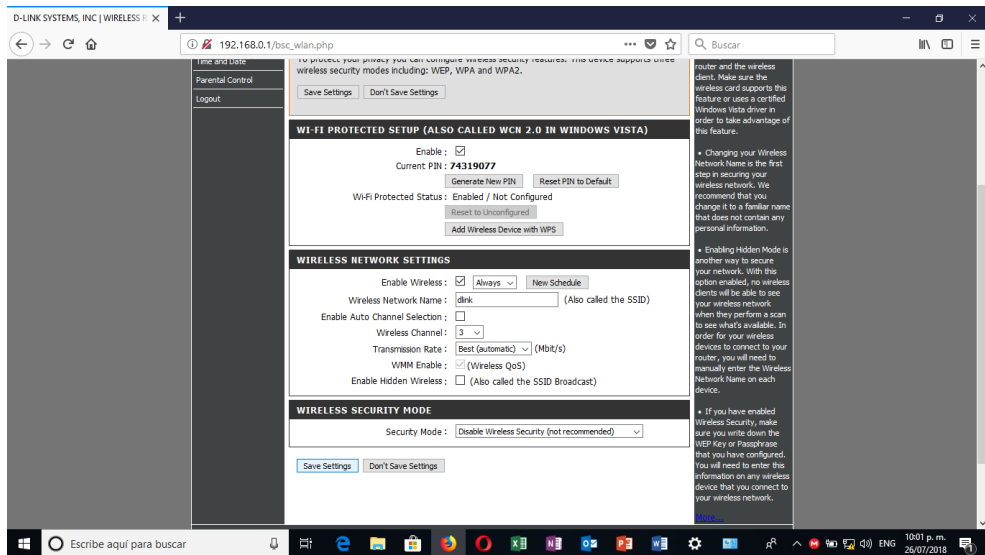 D-LINK SYSTEMS, INC | WIRELESS R
192.168.0.1/bsc_wlan.php
Buscar
Time and Date
Parental Control
Logout
To protect your privacy you can configure wireless security features. This device supports three
wireless security modes including: WEP, WPA and WPA2.
Save Settings Don't Save Settings
WI-FI PROTECTED SETUP (ALSO CALLED WCN 2.0 IN WINDOWS VISTA)
Enable :
Current PIN : 74319077
Generate New PIN Reset PIN to Default
Wi-Fi Protected Status : Enabled / Not Configured
Reset to Unconfigured
Add Wireless Device with WPS
WIRELESS NETWORK SETTINGS
Enable Wireless : Always New Schedule
Wireless Network Name : dlink (Also called the SSID)
Enable Auto Channel Selection :
Wireless Channel : 3
Transmission Rate : Best (automatic) (Mbit/s)
WMM Enable : (Wireless QoS)
Enable Hidden Wireless : (Also called the SSID Broadcast)
WIRELESS SECURITY MODE
Security Mode : Disable Wireless Security (not recommended)
Save Settings Don't Save Settings
router and the wireless
client. Make sure the
wireless card supports this
feature or uses a certified
Windows Vista driver in
order to take advantage of
this feature.
• Changing your Wireless
Network Name is the first
step in securing your
wireless network. We
recommend that you
change it to a familiar name
that does not contain any
personal information.
• Enabling Hidden Mode is
another way to secure
your network. With this
option enabled, no wireless
clients will be able to see
your wireless network
when they perform a scan
to see what's available. In
order for your wireless
devices to connect to your
router, you will need to
manually enter the Wireless
Network Name on each
device.
• If you have enabled
Wireless Security, make
sure you write down the
WEP Key or Passphrase
that you have configured.
You will need to enter this
information on any wireless
device that you connect to
your wireless network.
More...
Escribe aquí para buscar
ENG
10:01 p. m.
26/07/2018